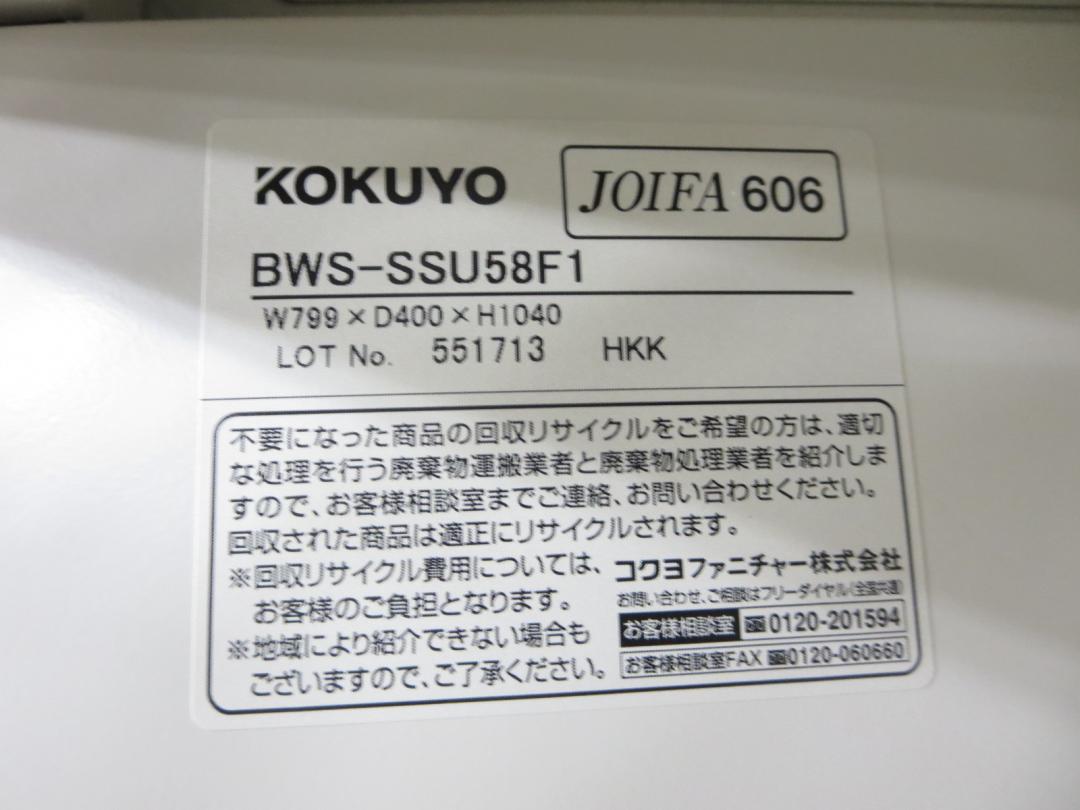 KOKUYO
JOIFA 606
BWS-SSU58F1
W799×D400×H1040
LOT No. 551713 HKK
不要になった商品の回収リサイクルをご希望の方は、適切
な処理を行う廃棄物運搬業者と廃棄物処理業者を紹介しま
すので、お客様相談室までご連絡、お問い合わせください。
回収された商品は適正にリサイクルされます。
※回収リサイクル費用については、
お客様のご負担となります。
※地域により紹介できない場合も
ございますので、ご了承ください。
コクヨファニチャー株式会社
お問い合わせ、ご相談はフリーダイヤル(全国共通)
お客様相談室 0120-201594
お客様相談室FAX 0120-060660